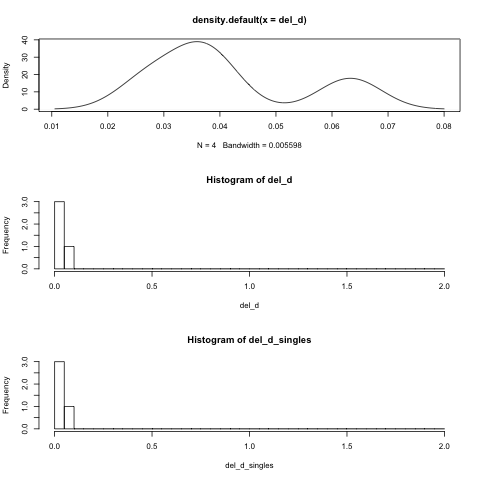 density.default(x = del_d)
Density
0 10 20 30 40
0.01 0.02 0.03 0.04 0.05 0.06 0.07 0.08
N = 4 Bandwidth = 0.005598
Histogram of del_d
Frequency
0.0 1.0 2.0 3.0
0.0 0.5 1.0 1.5 2.0
del_d
Histogram of del_d_singles
Frequency
0.0 1.0 2.0 3.0
0.0 0.5 1.0 1.5 2.0
del_d_singles